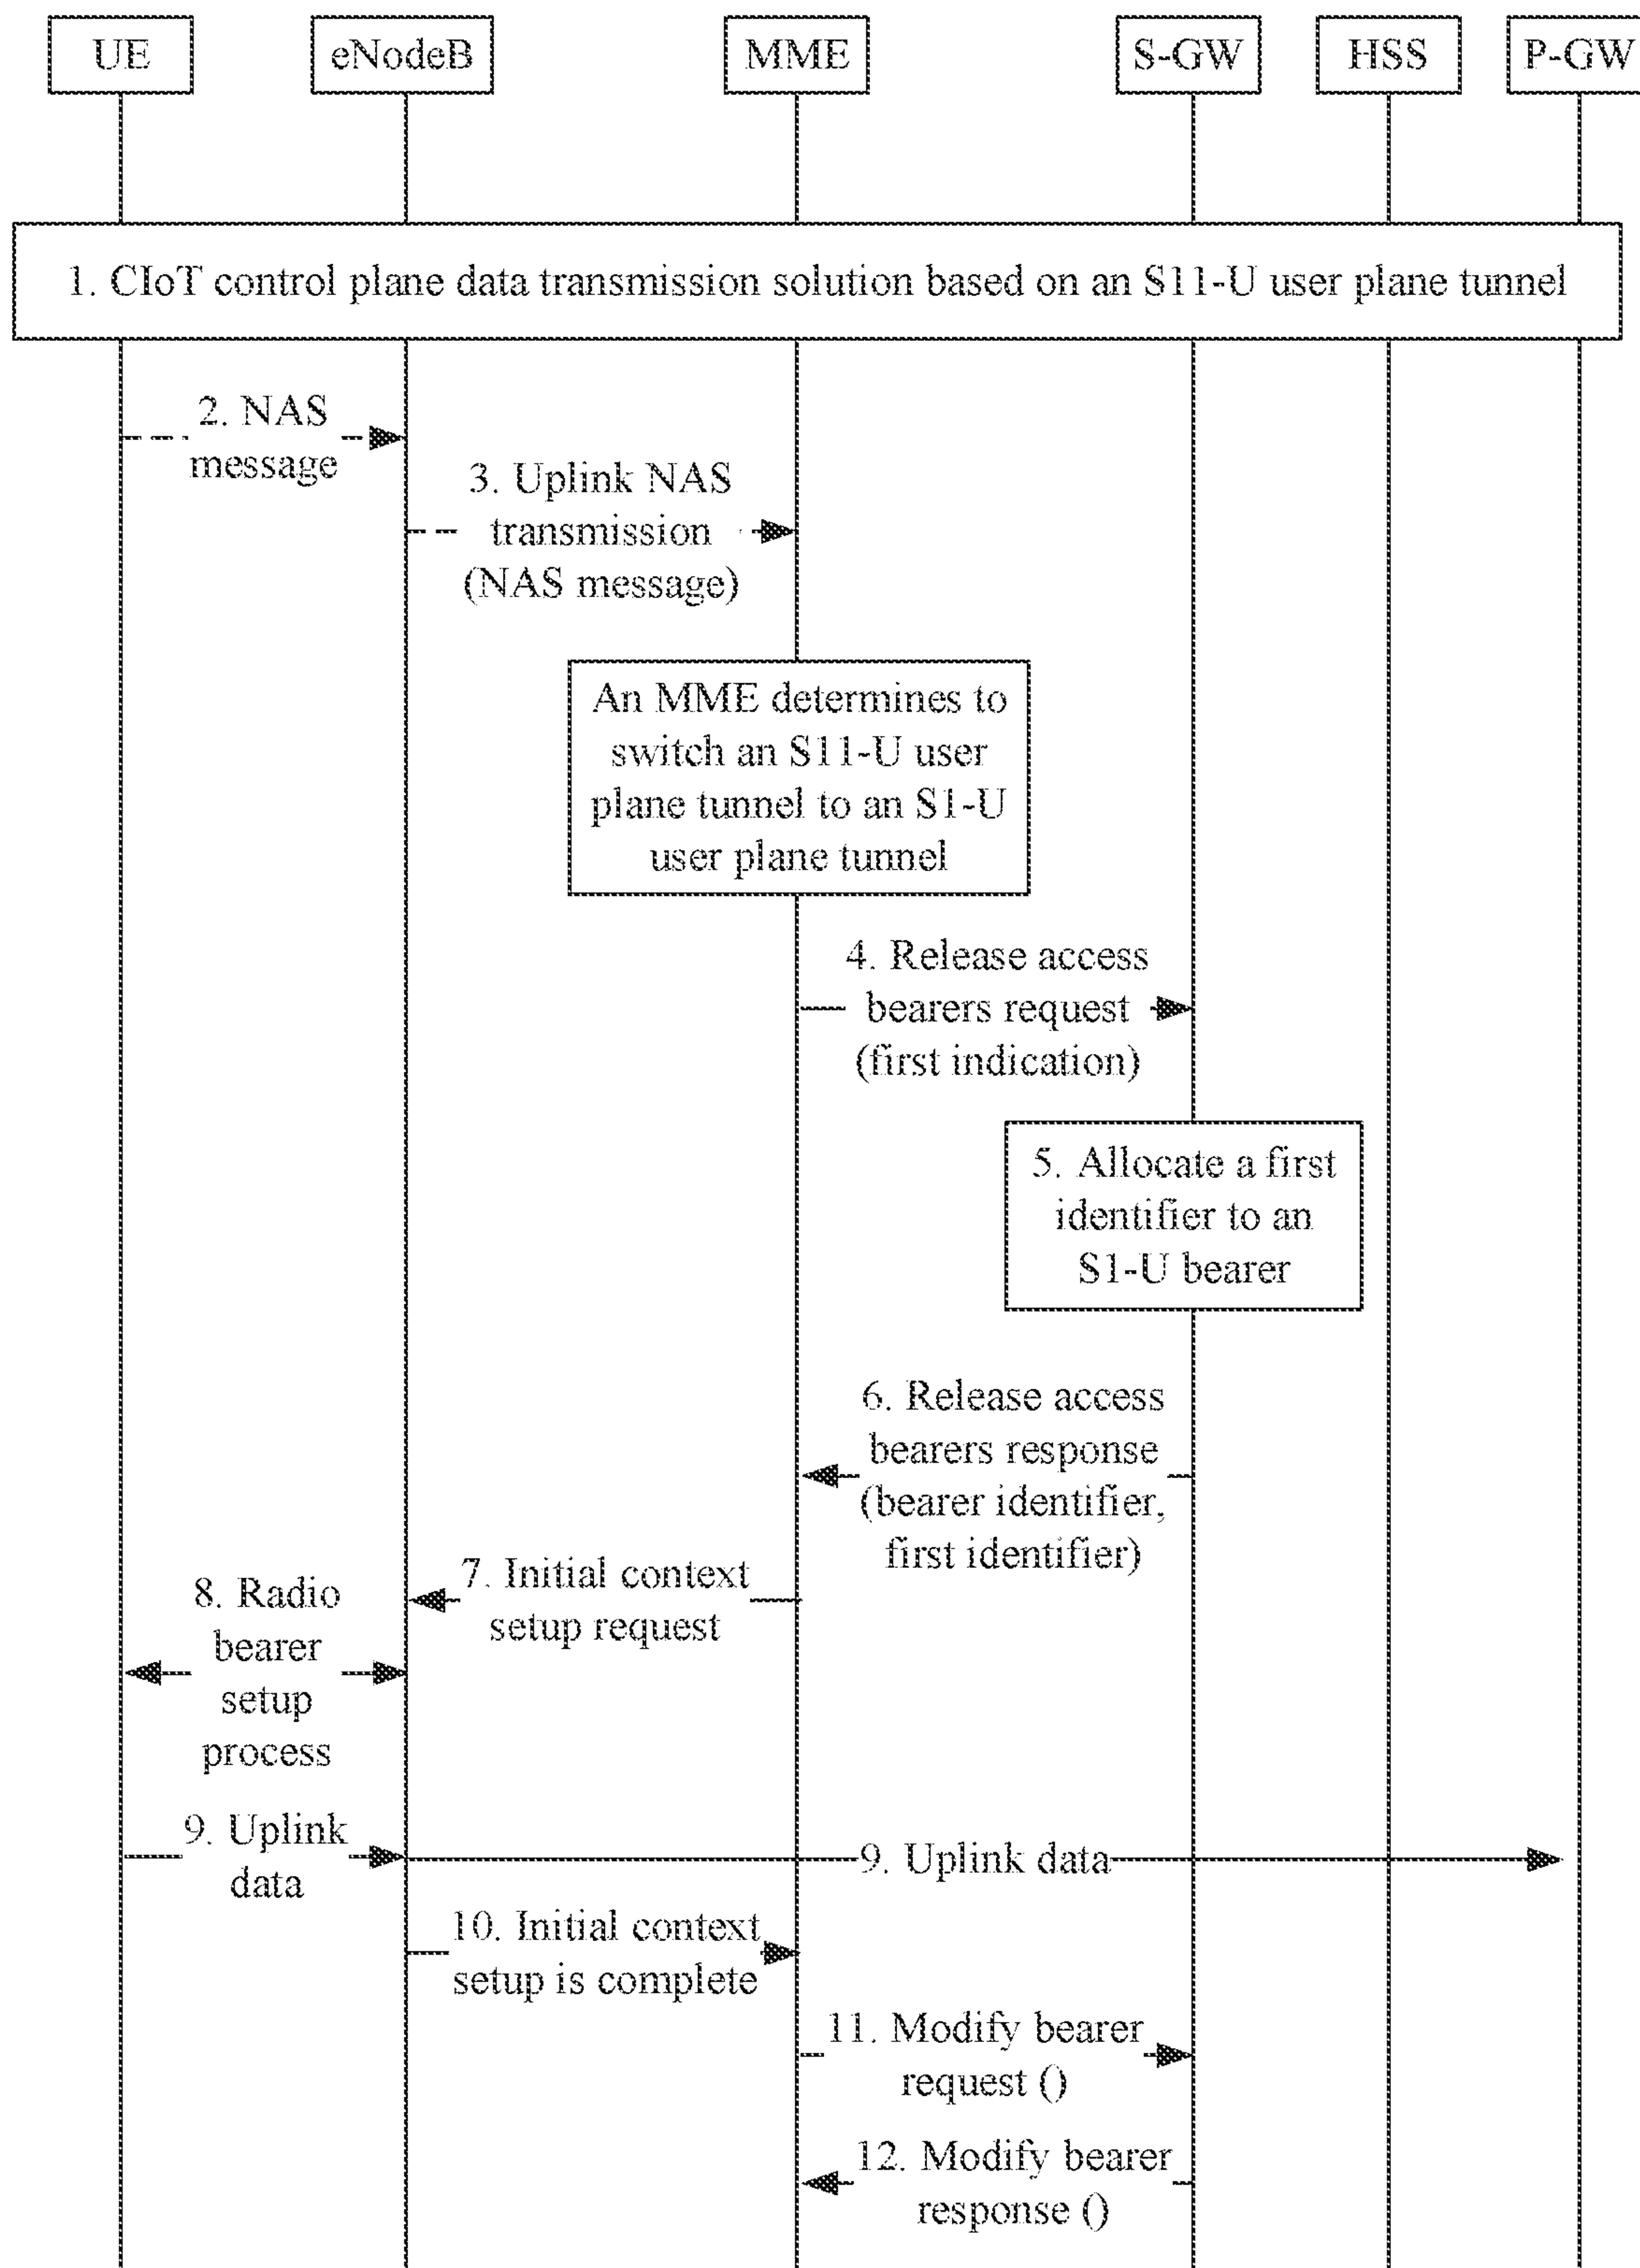 UE
eNodeB
MME
S-GW
HSS
P-GW
1. CIoT control plane data transmission solution based on an S11-U user plane tunnel
2. NAS
message
3. Uplink NAS
transmission
(NAS message)
An MME determines to
switch an S11-U user
plane tunnel to an S1-U
user plane tunnel
4. Release access
bearers request
(first indication)
5. Allocate a first
identifier to an
S1-U bearer
6. Release access
bearers response
(bearer identifier,
first identifier)
7. Initial context
setup request
8. Radio
bearer
setup
process
9. Uplink
data
9. Uplink data
10. Initial context
setup is complete
11. Modify bearer
request ()
12. Modify bearer
response ()